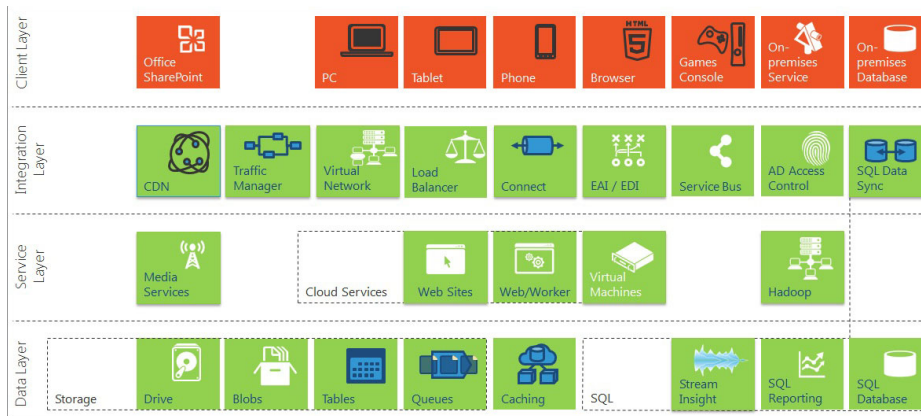 Client Layer
Office
SharePoint
PC
Tablet
Phone
HTML
5
Browser
Games
Console
On-
premises
Service
On-
premises
Database
Integration
Layer
CDN
Traffic
Manager
Virtual
Network
Load
Balancer
Connect
EAI / EDI
Service Bus
AD Access
Control
SQL Data
Sync
Service
Layer
Media
Services
Cloud Services
Web Sites
Web/Worker
Virtual
Machines
Hadoop
Data Layer
Storage
Drive
Blobs
Tables
Queues
Caching
SQL
Stream
Insight
SQL
Reporting
SQL
Database